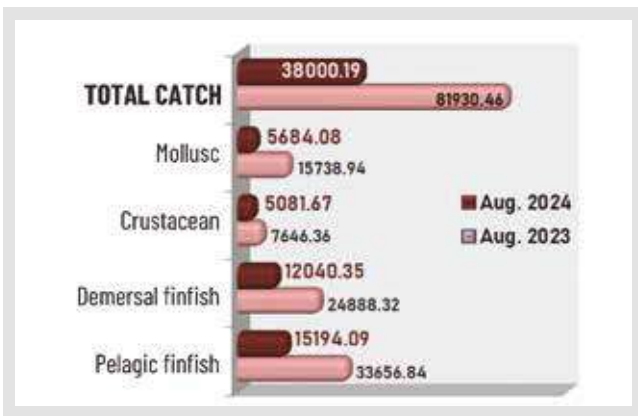 38000.19
TOTAL CATCH
81930.46
5684.08
Mollusc
15738.94
5081.67
Crustacean
7646.36
Aug. 2024
Aug. 2023
12040.35
Demersal finfish
24888.32
15194.09
Pelagic finfish
33656.84